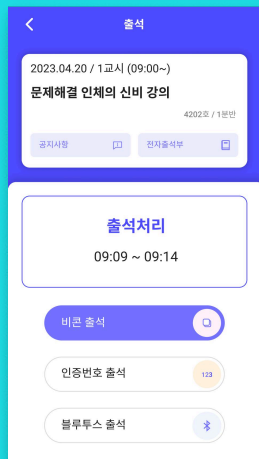 출석
2023.04.20 / 1교시 (09:00~)
문제해결 인체의 신비 강의
4202호 / 1분반
공지사항
전자출석부
출석처리
09:09 ~ 09:14
비콘 출석
인증번호 출석
123
블루투스 출석